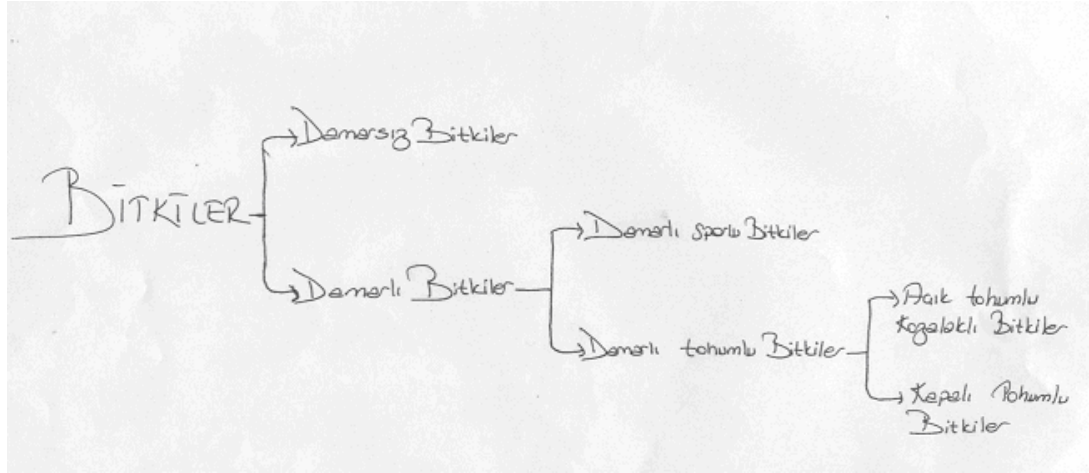 BİTKİLER
Damarsız Bitkiler
Damarlı Bitkiler
Damarlı sporlu Bitkiler
Damarlı tohumlu Bitkiler
Açık tohumlu
Kozalaklı Bitkiler
Kapalı Tohumlu
Bitkiler